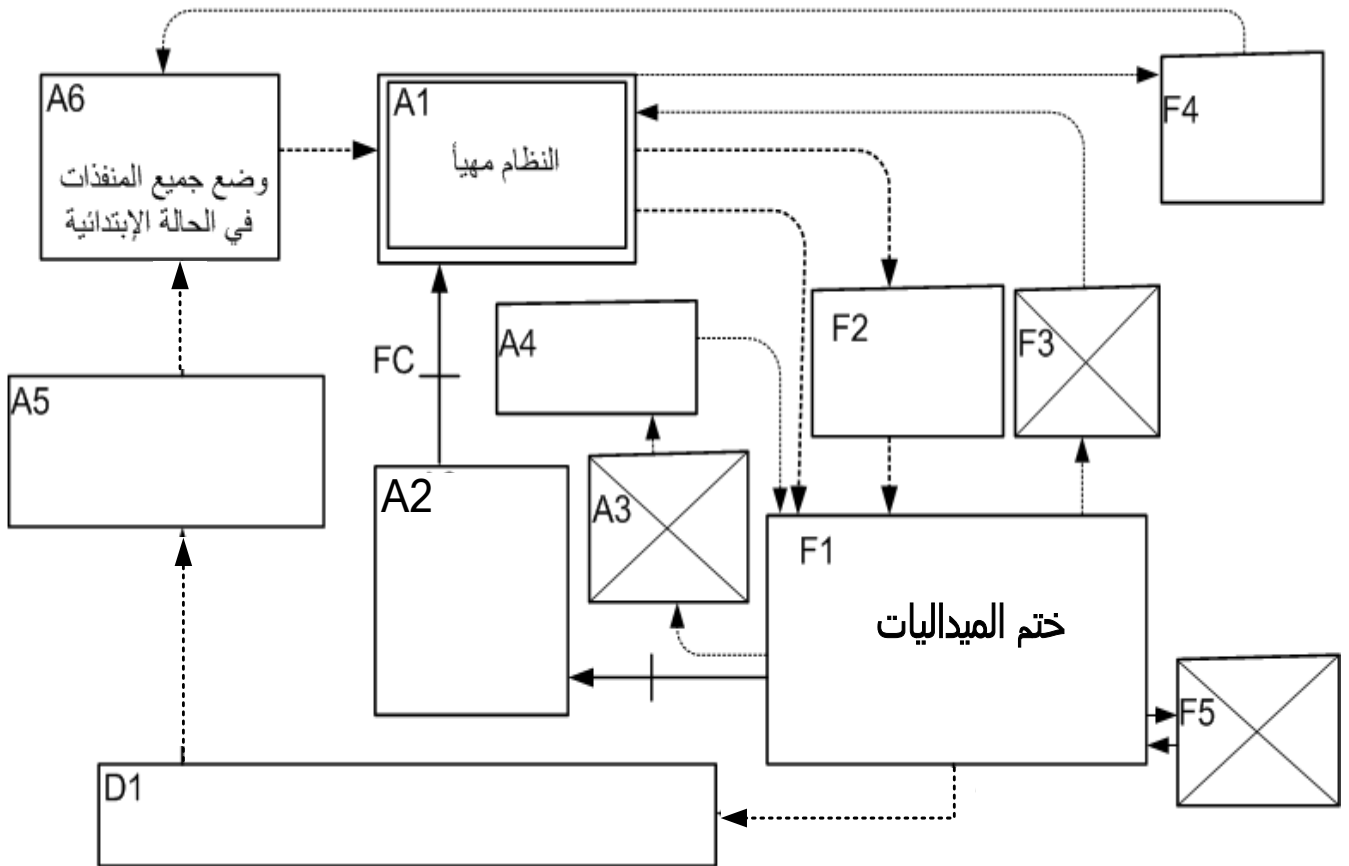 A6
وضع جميع المنفذات
في الحالة الإبتدائية
A1
النظام مهيأ
F4
A4
F2
F3
FC
A5
A2
A3
F1
ختم الميداليات
F5
D1